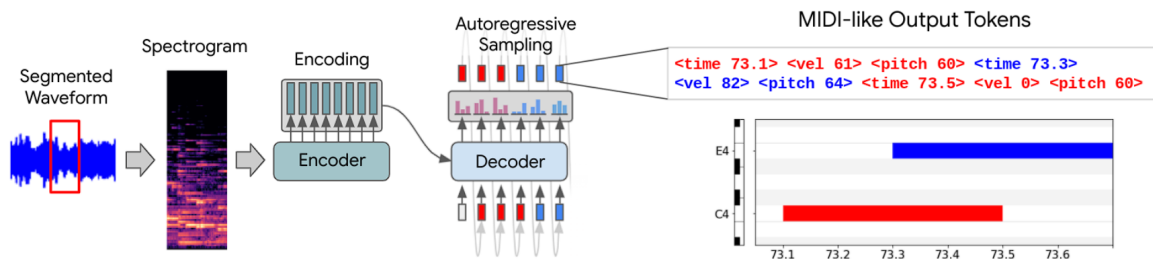 Segmented
Waveform
Spectrogram
Encoding
Encoder
Autoregressive
Sampling
Decoder
MIDI-like Output Tokens
<time 73.1> <vel 61> <pitch 60> <time 73.3>
<vel 82> <pitch 64> <time 73.5> <vel 0> <pitch 60>
E4
C4
73.1 73.2 73.3 73.4 73.5 73.6